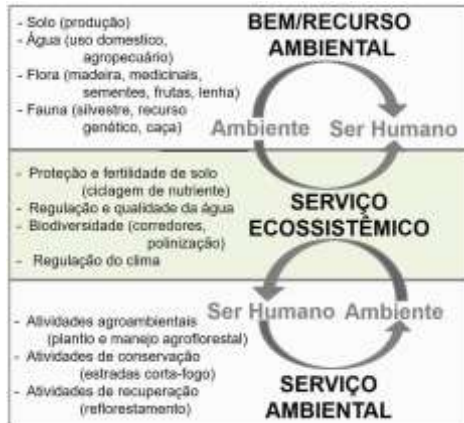 - Solo (produção)
- Água (uso domestico,
agropecuário)
- Flora (madeira, medicinais,
sementes, frutas, lenha)
- Fauna (silvestre, recurso
genético, caça)
BEM/RECURSO
AMBIENTAL
Ambiente Ser Humano
- Proteção e fertilidade de solo
(ciclagem de nutriente)
- Regulação e qualidade da água
- Biodiversidade (corredores,
polinização)
- Regulação do clima
SERVIÇO
ECOSSISTÊMICO
Ser Humano Ambiente
- Atividades agroambientais
(plantio e manejo agroflorestal)
- Atividades de conservação
(estradas corta-fogo)
- Atividades de recuperação
(reflorestamento)
SERVIÇO
AMBIENTAL